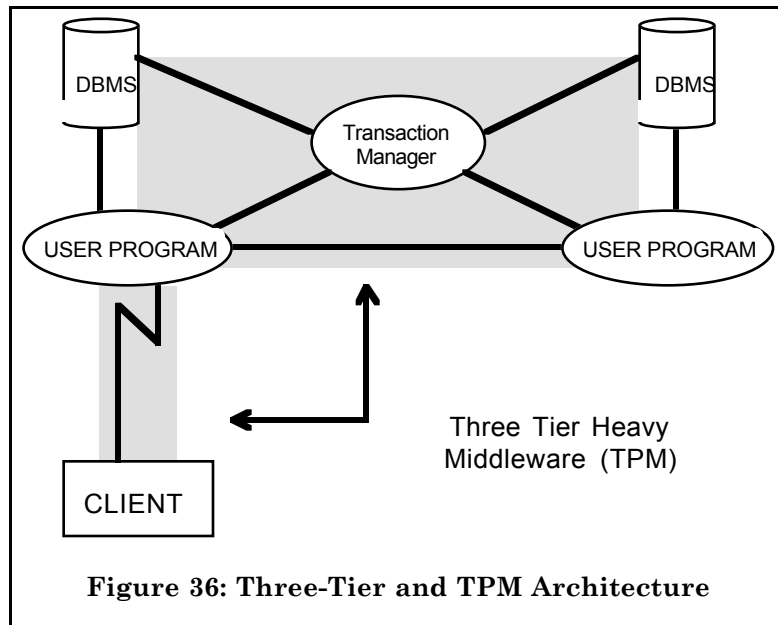 DBMS
DBMS
Transaction
Manager
USER PROGRAM
USER PROGRAM
Three Tier Heavy
Middleware (TPM)
CLIENT
Figure 36: Three-Tier and TPM Architecture